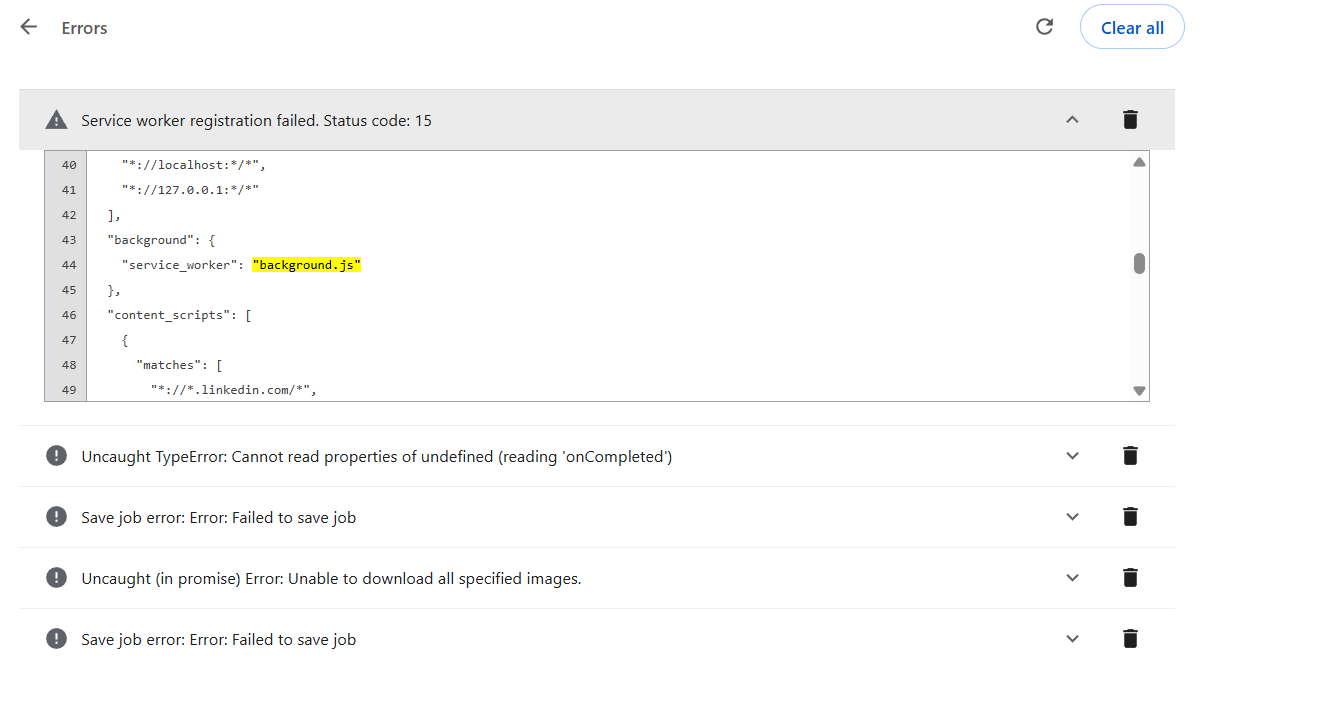 Errors
Clear all
Service worker registration failed. Status code: 15
40 "*://localhost:*/*",
41 "*://127.0.0.1:*/*"
42 ],
43 "background": {
44 "service_worker": "background.js"
45 },
46 "content_scripts": [
47 {
48 "matches": [
49 "*://*.linkedin.com/*",
Uncaught TypeError: Cannot read properties of undefined (reading 'onCompleted')
Save job error: Error: Failed to save job
Uncaught (in promise) Error: Unable to download all specified images.
Save job error: Error: Failed to save job